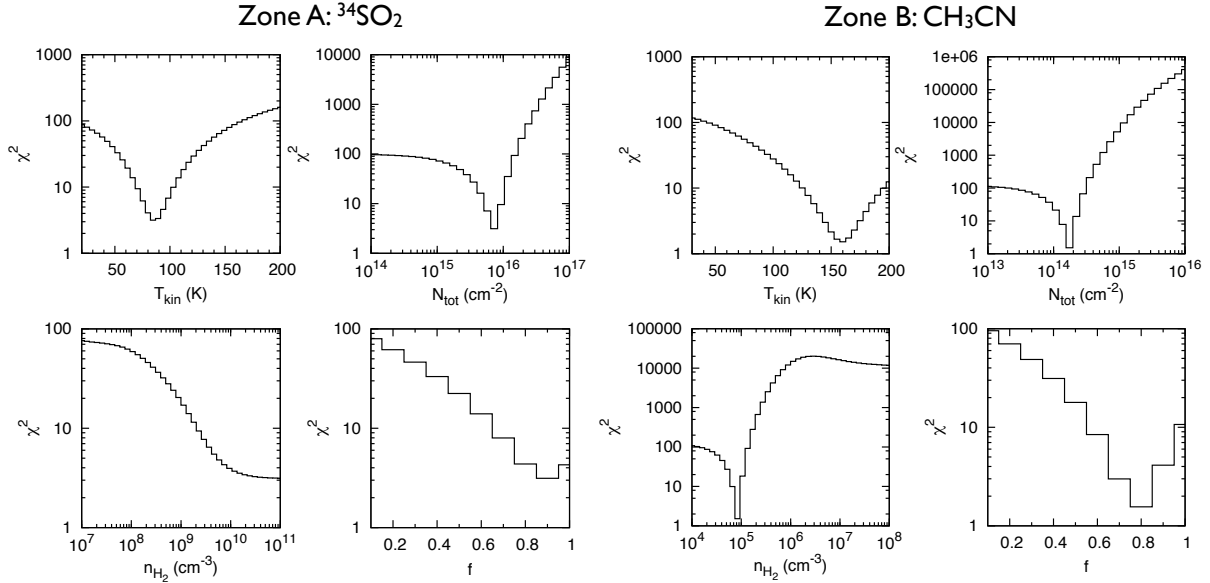 Zone A: ³⁴SO₂
Zone B: CH₃CN
1000
100
10
1
χ²
50 100 150 200
T_kin (K)
10000
1000
100
10
1
χ²
10¹⁴ 10¹⁵ 10¹⁶ 10¹⁷
N_tot (cm⁻²)
1000
100
10
1
χ²
50 100 150 200
T_kin (K)
1e+06
100000
10000
1000
100
10
1
χ²
10¹³ 10¹⁴ 10¹⁵ 10¹⁶
N_tot (cm⁻²)
100
10
1
χ²
10⁷ 10⁸ 10⁹ 10¹⁰ 10¹¹
n_H₂ (cm⁻³)
100
10
1
χ²
0.2 0.4 0.6 0.8 1
f
100000
10000
1000
100
10
1
χ²
10⁴ 10⁵ 10⁶ 10⁷ 10⁸
n_H₂ (cm⁻³)
100
10
1
χ²
0.2 0.4 0.6 0.8 1
f